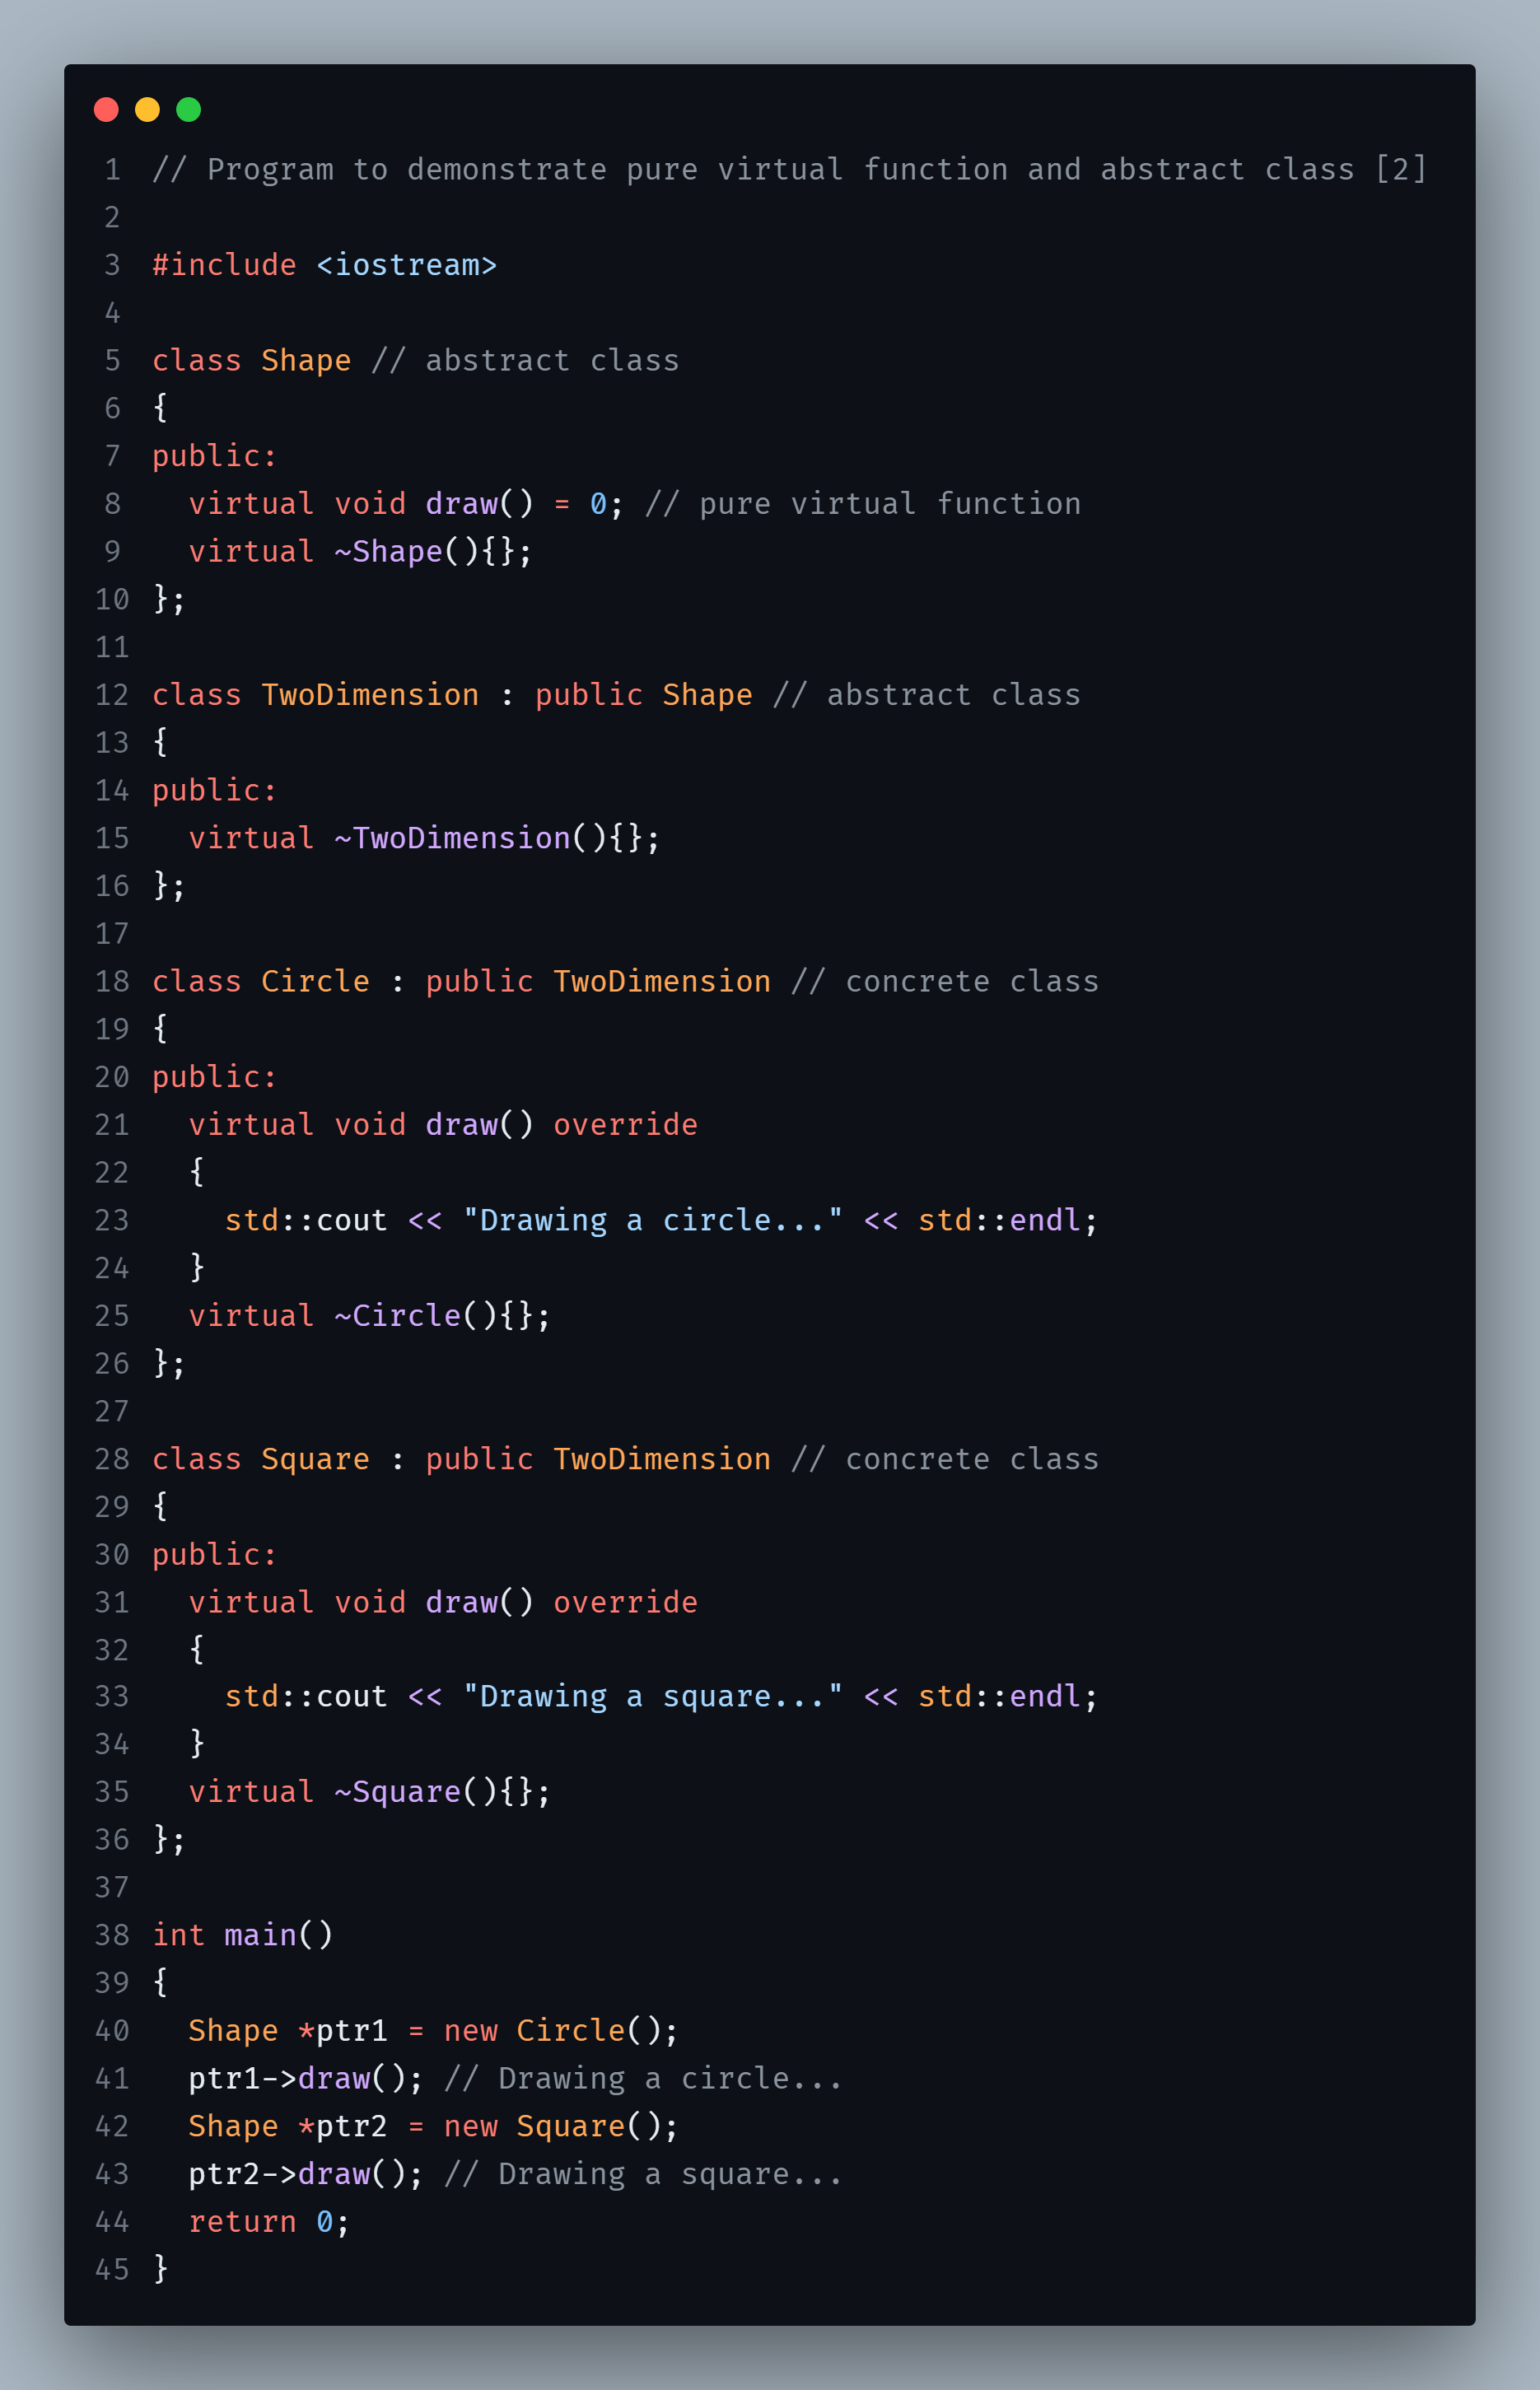 1 // Program to demonstrate pure virtual function and abstract class [2]
2
3 #include <iostream>
4
5 class Shape // abstract class
6 {
7 public:
8   virtual void draw() = 0; // pure virtual function
9   virtual ~Shape(){};
10 };
11
12 class TwoDimension : public Shape // abstract class
13 {
14 public:
15   virtual ~TwoDimension(){};
16 };
17
18 class Circle : public TwoDimension // concrete class
19 {
20 public:
21   virtual void draw() override
22   {
23     std::cout << "Drawing a circle..." << std::endl;
24   }
25   virtual ~Circle(){};
26 };
27
28 class Square : public TwoDimension // concrete class
29 {
30 public:
31   virtual void draw() override
32   {
33     std::cout << "Drawing a square..." << std::endl;
34   }
35   virtual ~Square(){};
36 };
37
38 int main()
39 {
40   Shape *ptr1 = new Circle();
41   ptr1->draw(); // Drawing a circle...
42   Shape *ptr2 = new Square();
43   ptr2->draw(); // Drawing a square...
44   return 0;
45 }